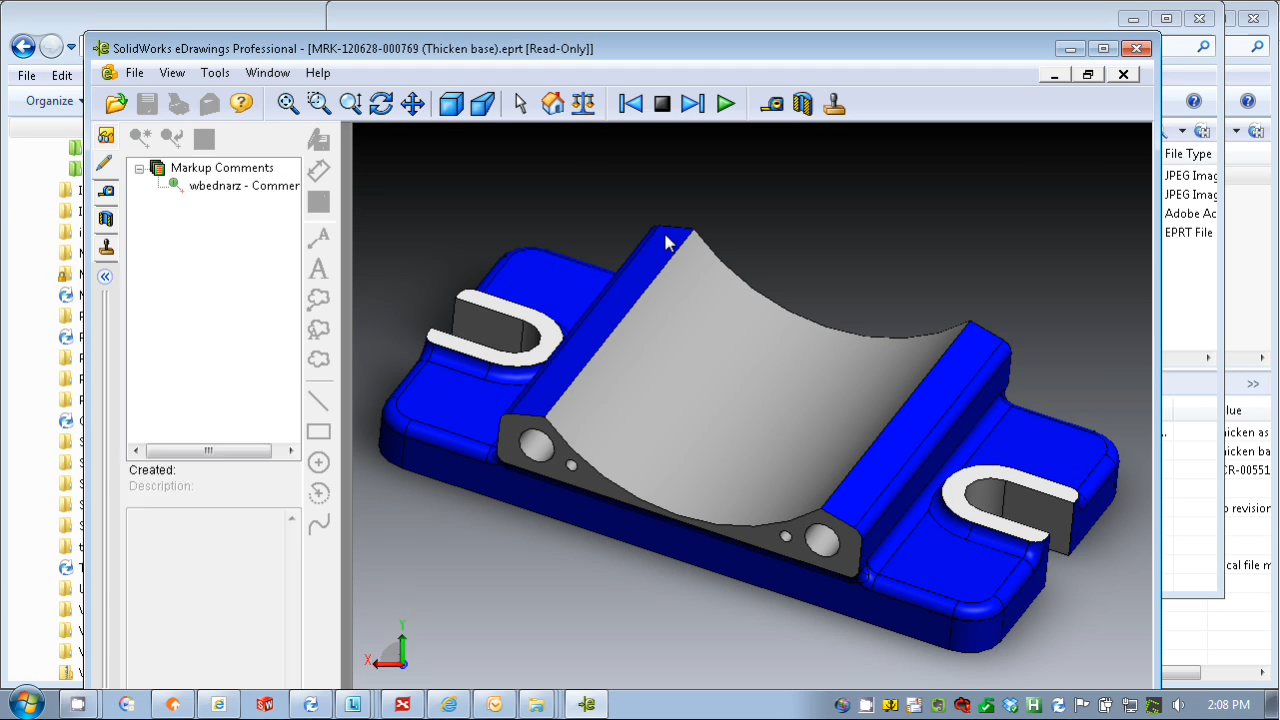 SolidWorks eDrawings Professional - [MRK-120628-000769 (Thicken base).eprt [Read-Only]]
File Edit
File View Tools Window Help
Organize
Markup Comments
wbednarz - Commer
Created:
Description:
File Type
JPEG Imag
JPEG Imag
Adobe Ac
EPRT File
>>
lue
hicken as
hicken ba
CR-00551
o revision
cal file m
Y
X
2:08 PM